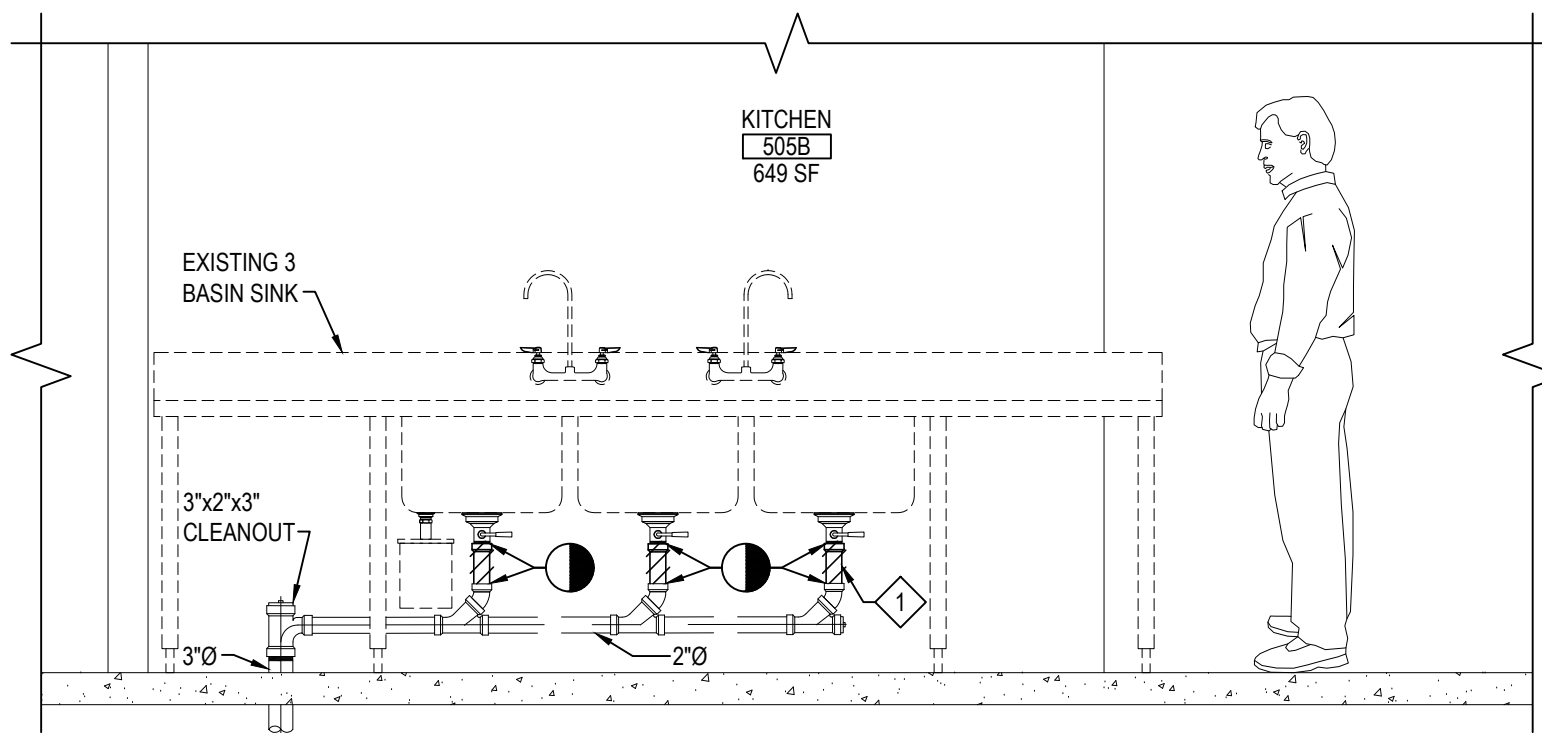 KITCHEN
505B
649 SF
EXISTING 3
BASIN SINK
3"x2"x3"
CLEANOUT
1
3"Ø
2"Ø